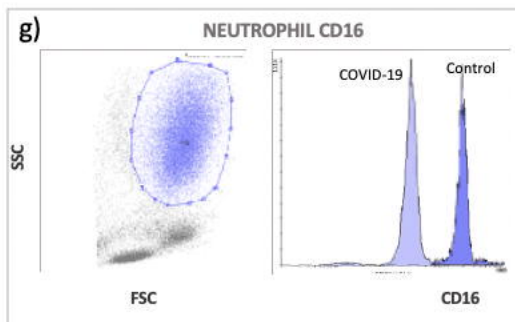 g)
NEUTROPHIL CD16
COVID-19
Control
SSC
FSC
CD16